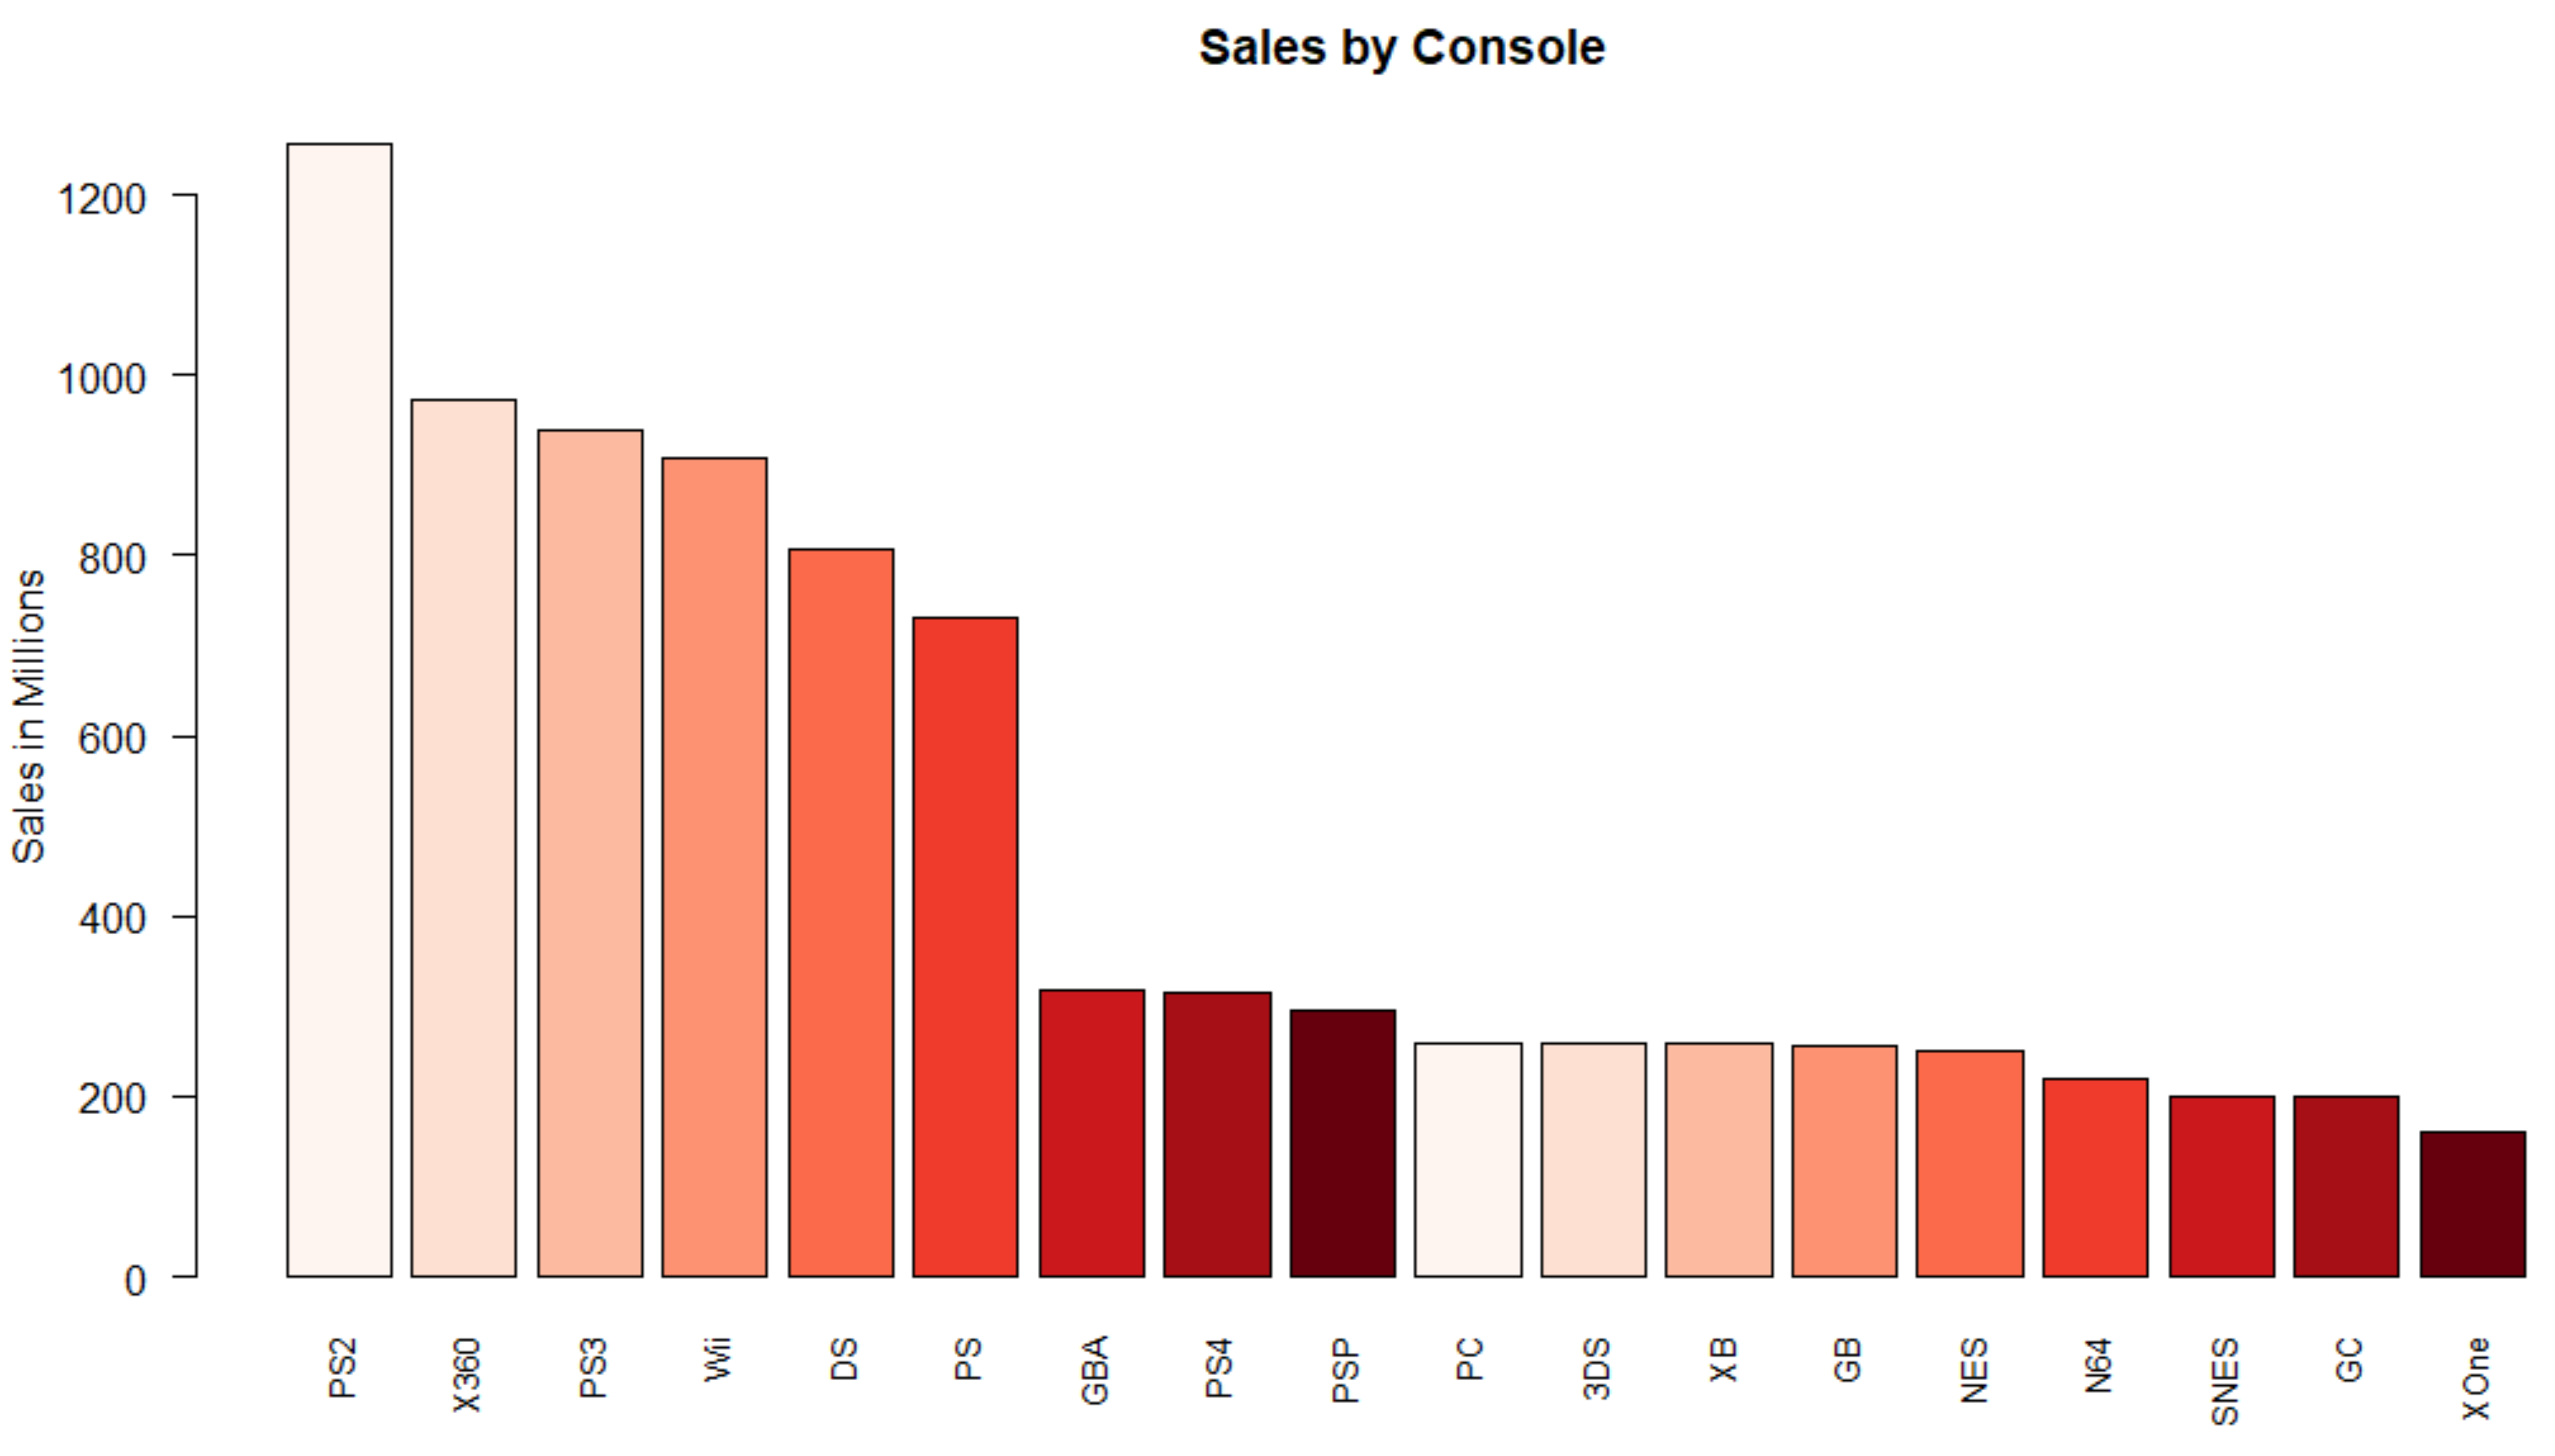 Sales by Console
Sales in Millions
1200
1000
800
600
400
200
0
PS2
X360
PS3
Wii
DS
PS
GBA
PS4
PSP
PC
3DS
XB
GB
NES
N64
SNES
GC
XOne